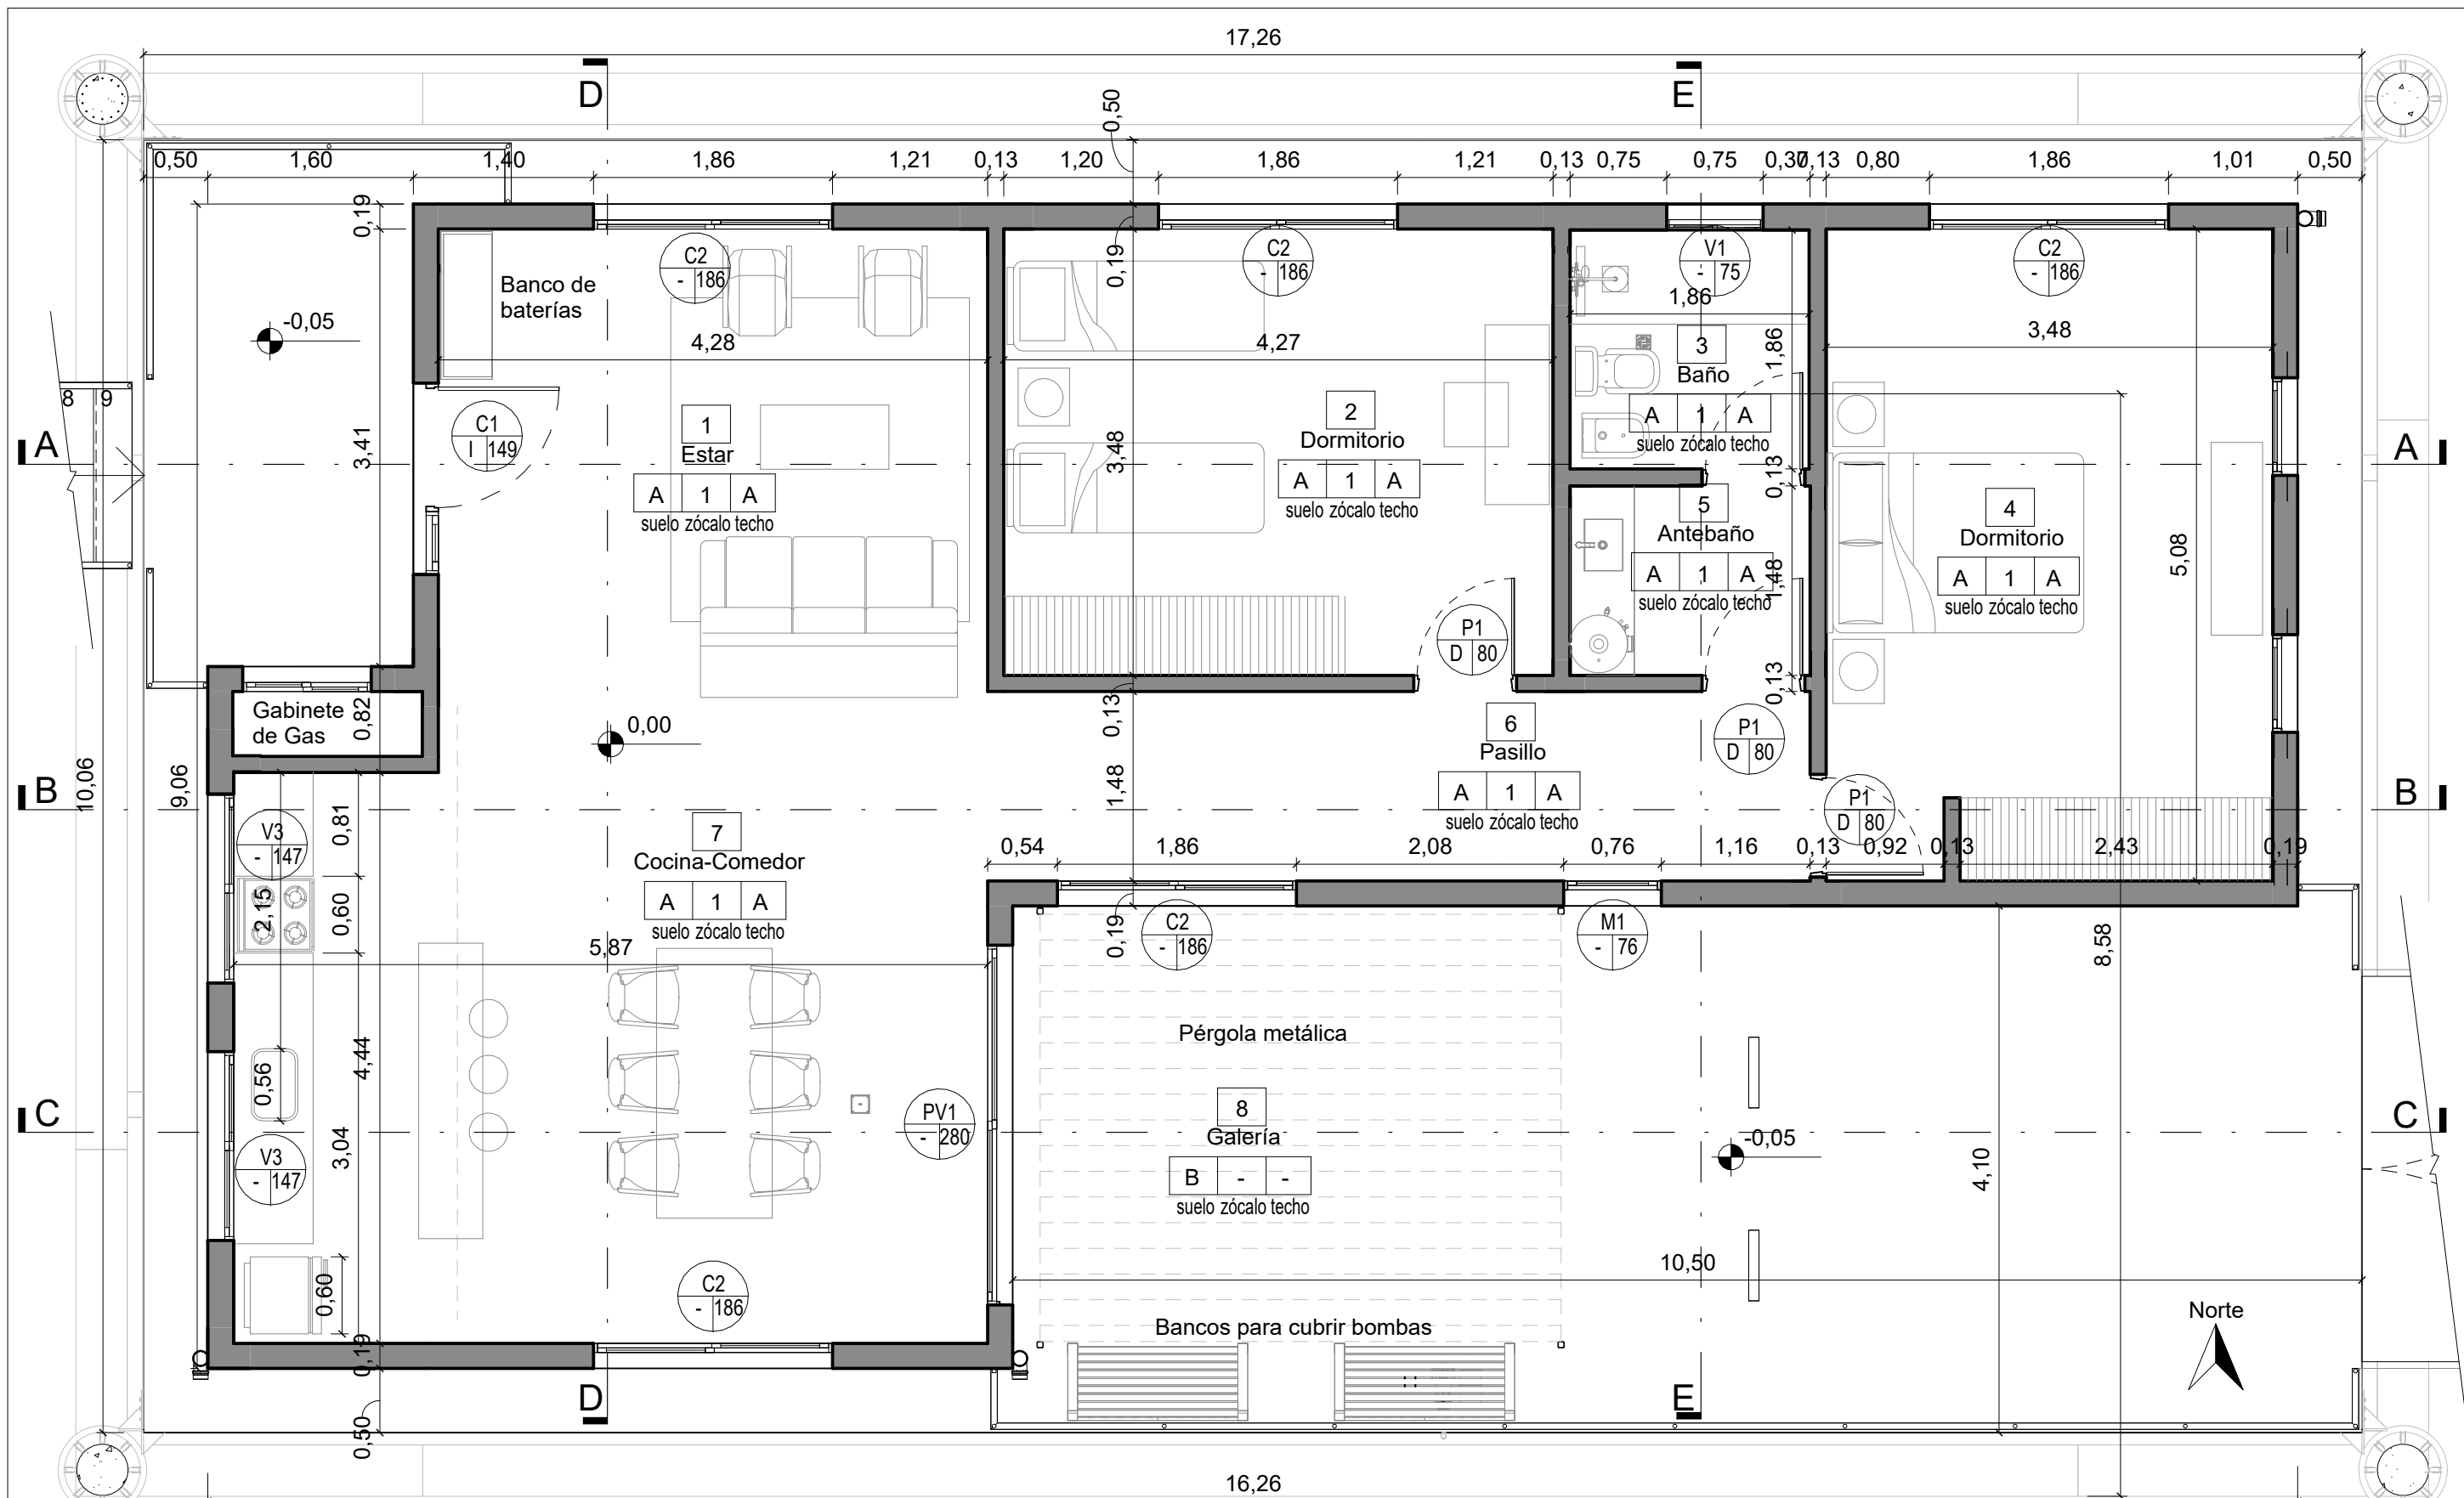 17,26
D
E
0,50
0,50
1,60
1,40
1,86
1,21
0,13
1,20
1,86
1,21
0,13
0,75
0,75
0,37
0,13
0,80
1,86
1,01
0,50
0,19
C2
- 186
Banco de
baterías
0,19
C2
- 186
V1
- 75
C2
- 186
-0,05
4,28
4,27
1,86
3,48
1,86
3
Baño
A 1 A
suelo zócalo techo
8 9
A
3,41
C1
I 149
1
Estar
A 1 A
suelo zócalo techo
3,48
2
Dormitorio
A 1 A
suelo zócalo techo
0,13
A
5
Antebaño
A 1 A
suelo zócalo techo
1,48
4
Dormitorio
A 1 A
suelo zócalo techo
5,08
P1
D 80
0,13
Gabinete
de Gas
0,82
0,00
0,13
6
Pasillo
A 1 A
suelo zócalo techo
P1
D 80
B
10,06
9,06
1,48
P1
D 80
B
V3
- 147
0,81
7
Cocina-Comedor
A 1 A
suelo zócalo techo
0,54
1,86
2,08
0,76
1,16
0,13
0,92
0,13
2,43
0,19
2,15
0,60
5,87
0,19
C2
- 186
M1
- 76
8,58
Pérgola metálica
0,56
4,44
C
3,04
PV1
- 280
8
Galería
B - -
suelo zócalo techo
-0,05
4,10
C
V3
- 147
0,60
C2
- 186
10,50
Norte
Bancos para cubrir bombas
0,19
D
E
0,50
16,26